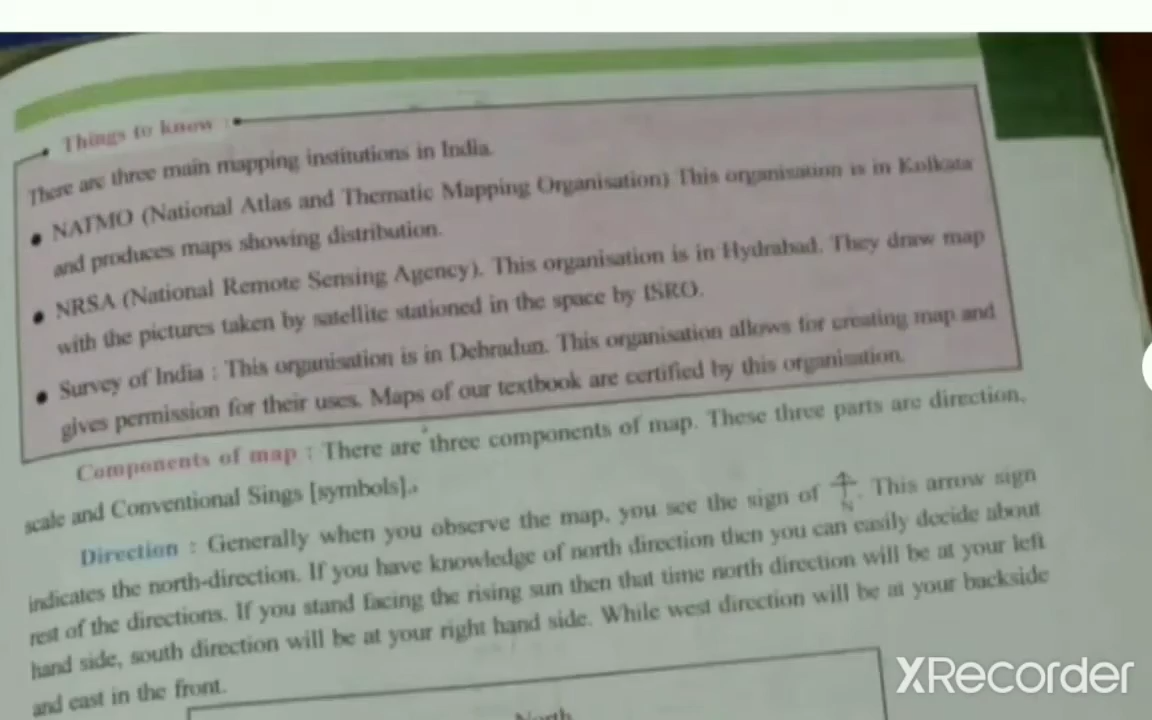 Things to know :
There are three main mapping institutions in India.
• NATMO (National Atlas and Thematic Mapping Organisation) This organisation is in Kolkata
and produces maps showing distribution.
• NRSA (National Remote Sensing Agency). This organisation is in Hydrabad. They draw map
with the pictures taken by satellite stationed in the space by ISRO.
• Survey of India : This organisation is in Dehradun. This organisation allows for creating map and
gives permission for their uses. Maps of our textbook are certified by this organisation.
Components of map : There are three components of map. These three parts are direction,
scale and Conventional Sings [symbols].
Direction : Generally when you observe the map, you see the sign of N. This arrow sign
indicates the north-direction. If you have knowledge of north direction then you can easily decide about
rest of the directions. If you stand facing the rising sun then that time north direction will be at your left
hand side, south direction will be at your right hand side. While west direction will be at your backside
and east in the front.
North
XRecorder